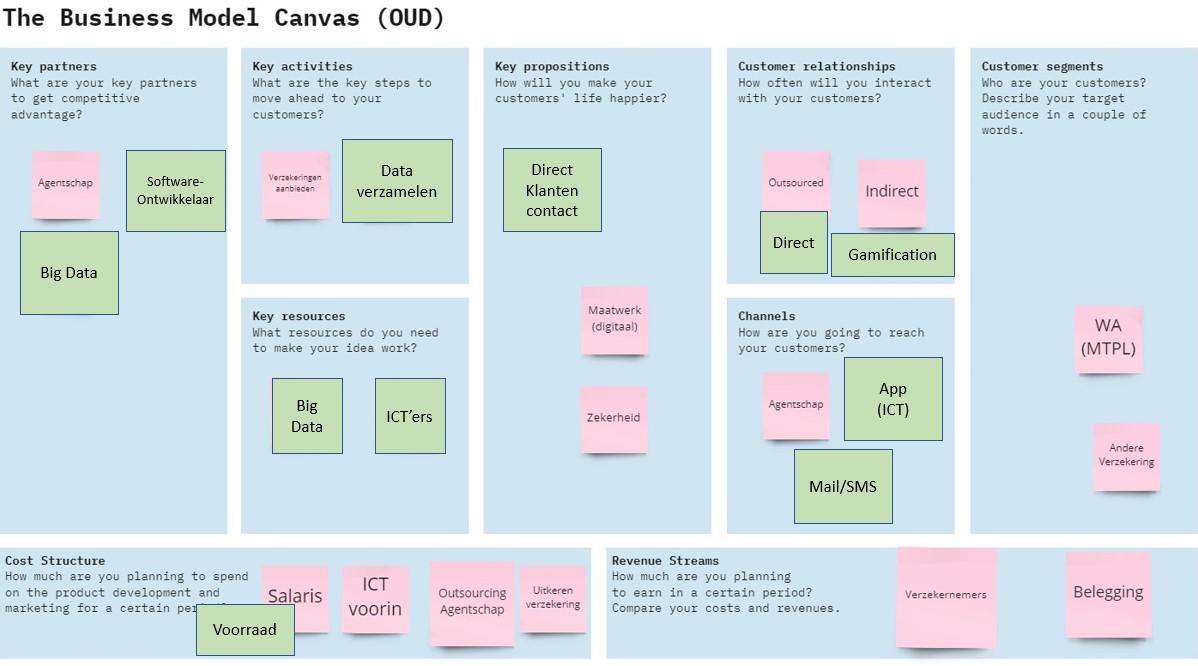 The Business Model Canvas (OUD)
Key partners
What are your key partners
to get competitive
advantage?
Agentschap
Software-
Ontwikkelaar
Big Data
Key activities
What are the key steps to
move ahead to your
customers?
Verzekeringen
aanbieden
Data
verzamelen
Key resources
What resources do you need
to make your idea work?
Big
Data
ICT'ers
Key propositions
How will you make your
customers' life happier?
Direct
Klanten
contact
Maatwerk
(digitaal)
Zekerheid
Customer relationships
How often will you interact
with your customers?
Outsourced
Indirect
Direct
Gamification
Channels
How are you going to reach
your customers?
Agentschap
App
(ICT)
Mail/SMS
Customer segments
Who are your customers?
Describe your target
audience in a couple of
words.
WA
(MTPL)
Andere
Verzekering
Cost Structure
How much are you planning to spend
on the product development and
marketing for a certain
Voorraad
Salaris
ICT
voorin
Outsourcing
Agentschap
Uitkeren
verzekering
Revenue Streams
How much are you planning
to earn in a certain period?
Compare your costs and revenues.
Verzekernemers
Belegging